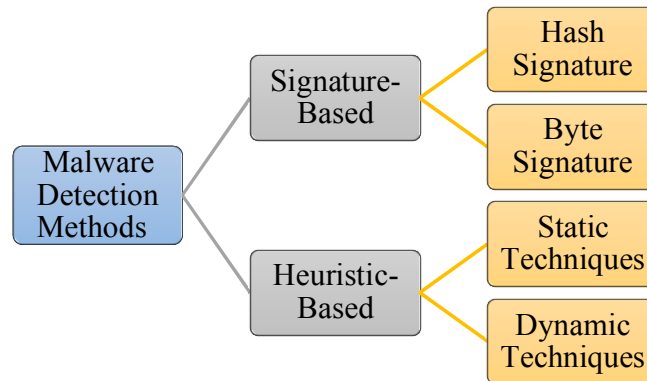 Malware
Detection
Methods
Signature-
Based
Hash
Signature
Byte
Signature
Heuristic-
Based
Static
Techniques
Dynamic
Techniques